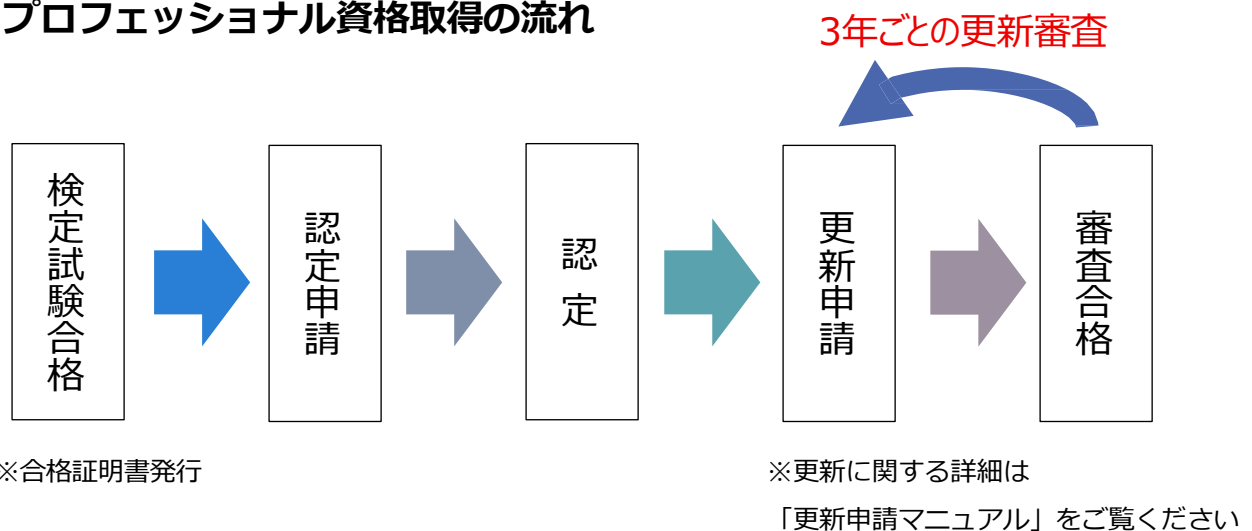 プロフェッショナル資格取得の流れ
3年ごとの更新審査
検定試験合格
認定申請
認定
更新申請
審査合格
※合格証明書発行
※更新に関する詳細は
「更新申請マニュアル」をご覧ください